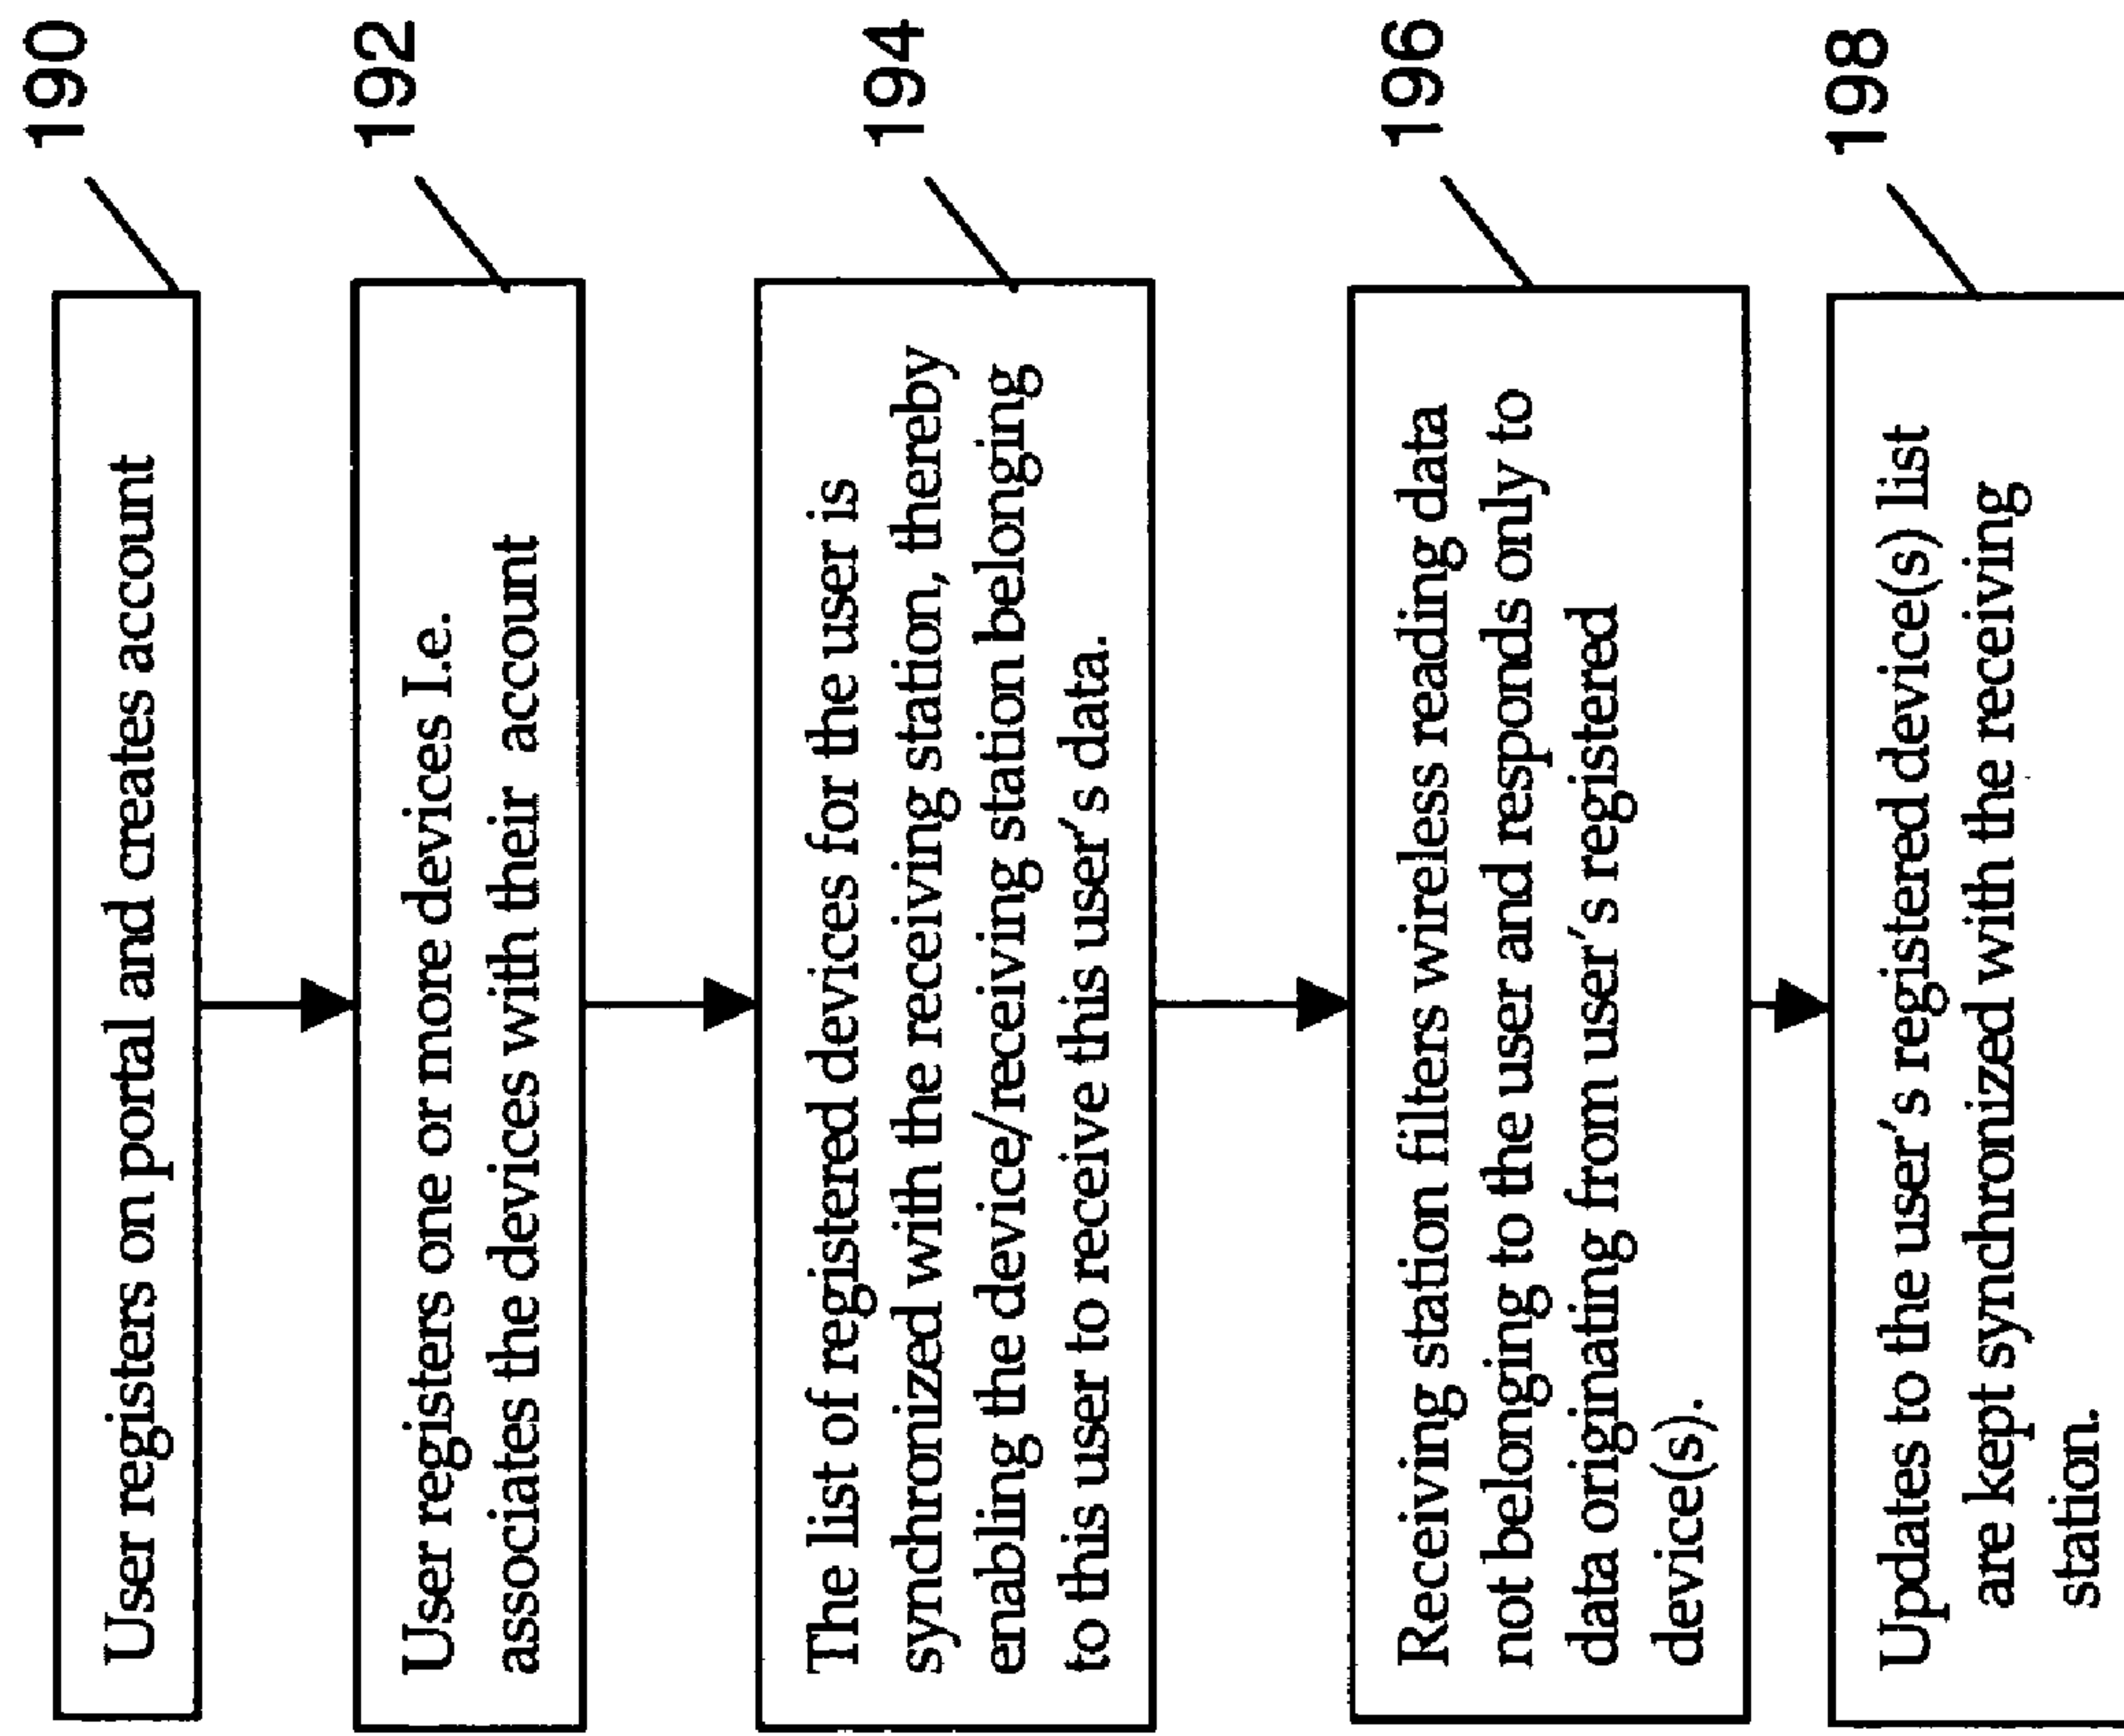 190
User registers on portal and creates account
192
User registers one or more devices I.e.
associates the devices with their account
194
The list of registered devices for the user is
synchronized with the receiving station, thereby
enabling the device/receiving station belonging
to this user to receive this user's data.
196
Receiving station filters wireless reading data
not belonging to the user and responds only to
data originating from user's registered
device(s).
198
Updates to the user's registered device(s) list
are kept synchronized with the receiving
station.